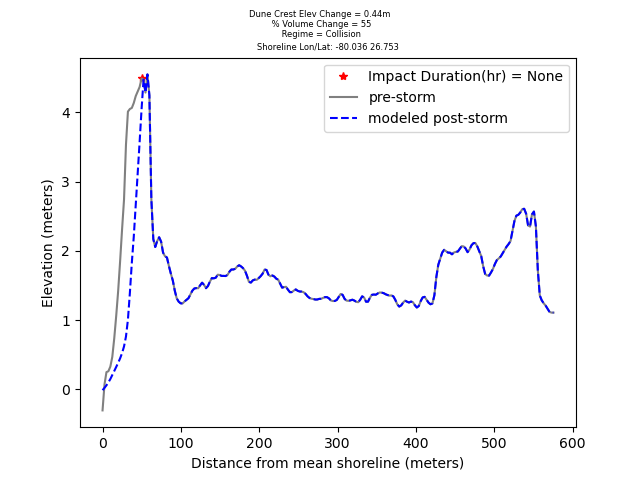 Dune Crest Elev Change = 0.44m
% Volume Change = 55
Regime = Collision
Shoreline Lon/Lat: -80.036 26.753
Impact Duration(hr) = None
pre-storm
modeled post-storm
Elevation (meters)
4
3
2
1
0
0 100 200 300 400 500 600
Distance from mean shoreline (meters)